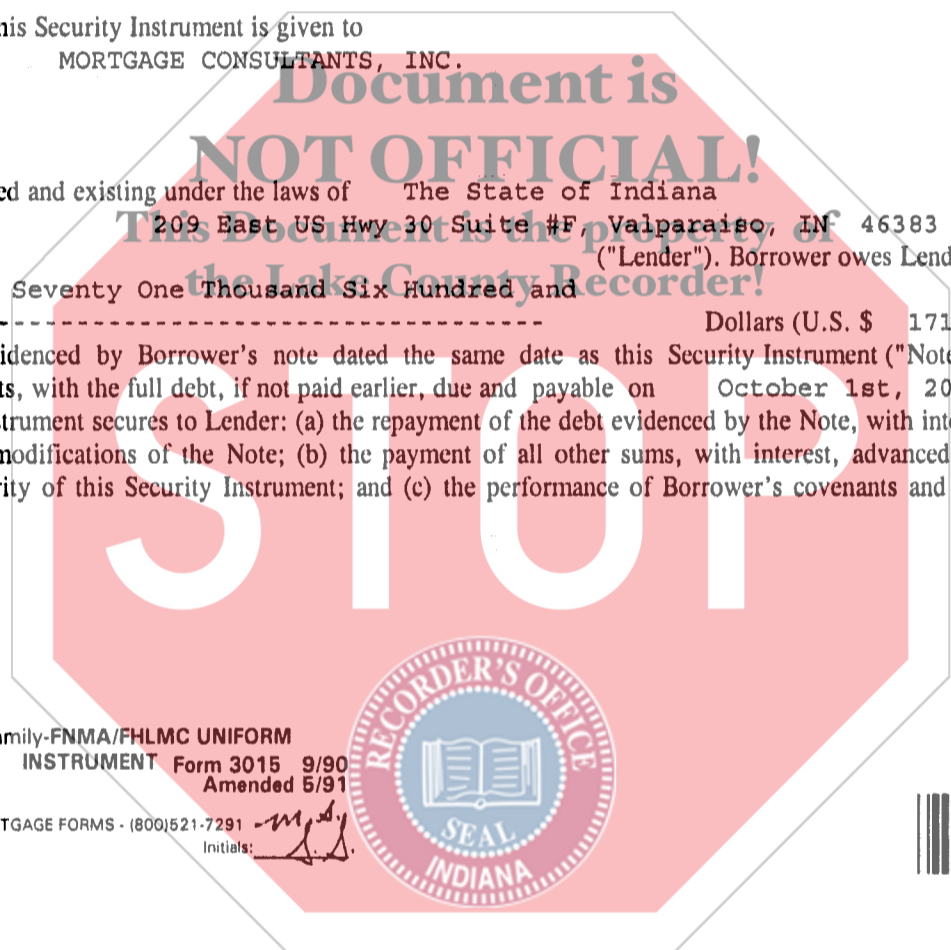 his Security Instrument is given to
MORTGAGE CONSULTANTS, INC.
Document is
NOT OFFICIAL!
ed and existing under the laws of The State of Indiana
This Document is the property of
209 East US Hwy 30 Suite #F, Valparaiso, IN 46383
("Lender"). Borrower owes Lend
the Lake County Recorder!
Seventy One Thousand Six Hundred and
------------------------------------ Dollars (U.S. $ 171
idenced by Borrower's note dated the same date as this Security Instrument ("Note
ts, with the full debt, if not paid earlier, due and payable on October 1st, 20
trument secures to Lender: (a) the repayment of the debt evidenced by the Note, with inte
modifications of the Note; (b) the payment of all other sums, with interest, advanced
rity of this Security Instrument; and (c) the performance of Borrower's covenants and
STOP
RECORDER'S OFFICE
SEAL
INDIANA
mily-FNMA/FHLMC UNIFORM
INSTRUMENT Form 3015 9/90
Amended 5/91
TGAGE FORMS - (800)521-7291 M.S.
Initials: S.S.